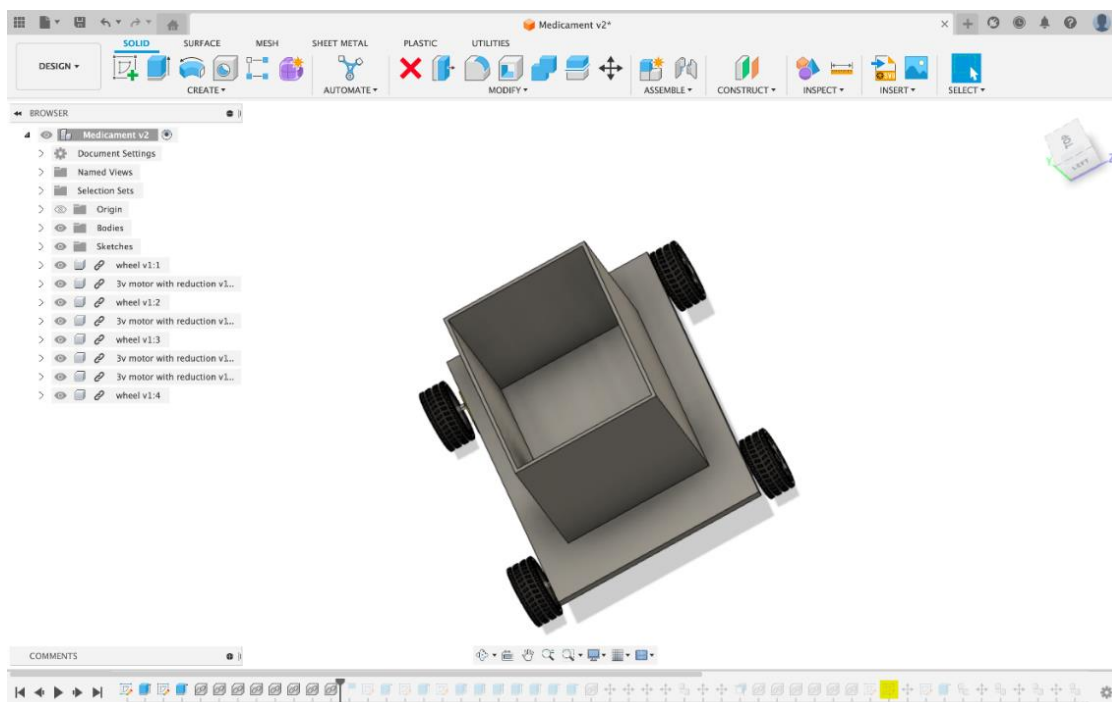 Medicament v2*
SOLID SURFACE MESH SHEET METAL PLASTIC UTILITIES
DESIGN
CREATE AUTOMATE MODIFY ASSEMBLE CONSTRUCT INSPECT INSERT SELECT
BROWSER
Medicament v2
Document Settings
Named Views
Selection Sets
Origin
Bodies
Sketches
wheel v1:1
3v motor with reduction v1...
wheel v1:2
3v motor with reduction v1...
wheel v1:3
3v motor with reduction v1...
3v motor with reduction v1...
wheel v1:4
LEFT
Y
Z
COMMENTS